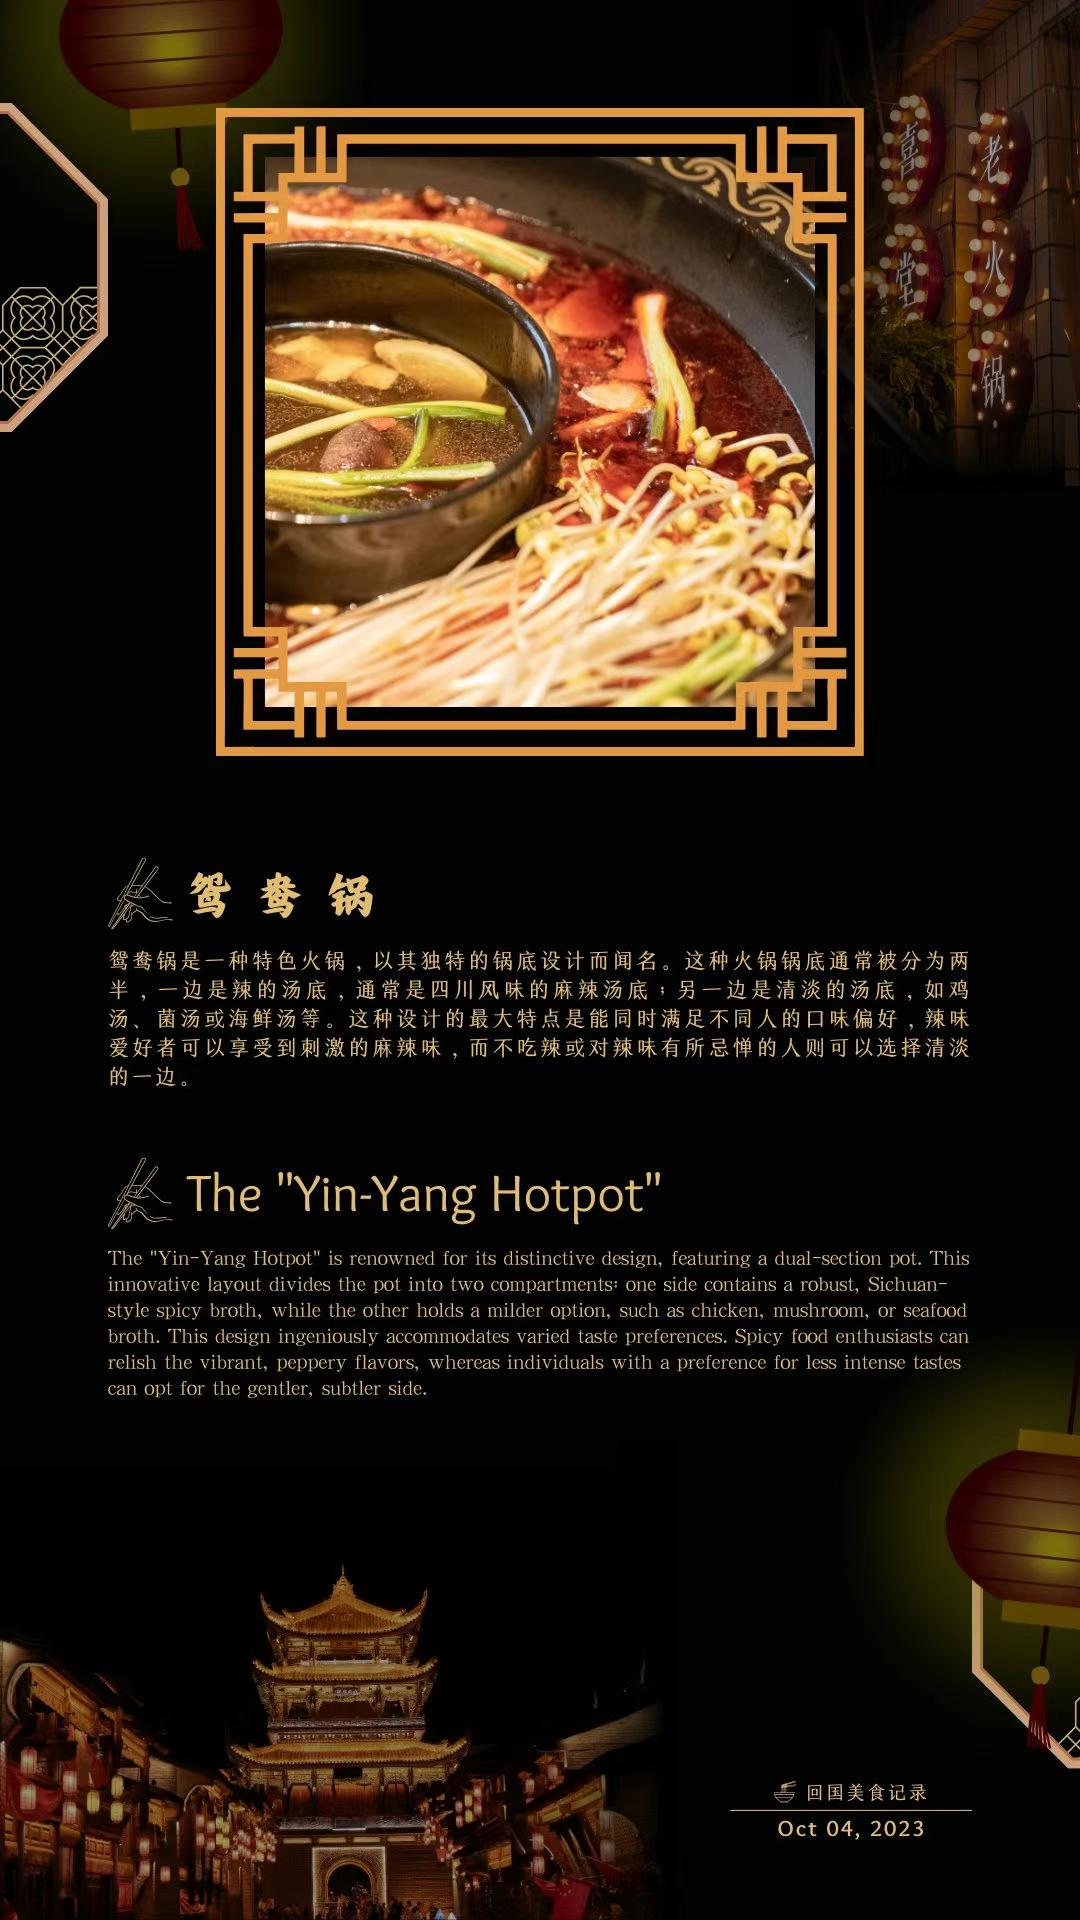 喜堂
老火锅
鸳鸯锅
鸳鸯锅是一种特色火锅，以其独特的锅底设计而闻名。这种火锅锅底通常被分为两
半，一边是辣的汤底，通常是四川风味的麻辣汤底；另一边是清淡的汤底，如鸡
汤、菌汤或海鲜汤等。这种设计的最大特点是能同时满足不同人的口味偏好，辣味
爱好者可以享受到刺激的麻辣味，而不吃辣或对辣味有所忌惮的人则可以选择清淡
的一边。
The "Yin-Yang Hotpot"
The "Yin-Yang Hotpot" is renowned for its distinctive design, featuring a dual-section pot. This
innovative layout divides the pot into two compartments: one side contains a robust, Sichuan-
style spicy broth, while the other holds a milder option, such as chicken, mushroom, or seafood
broth. This design ingeniously accommodates varied taste preferences. Spicy food enthusiasts can
relish the vibrant, peppery flavors, whereas individuals with a preference for less intense tastes
can opt for the gentler, subtler side.
回国美食记录
Oct 04, 2023